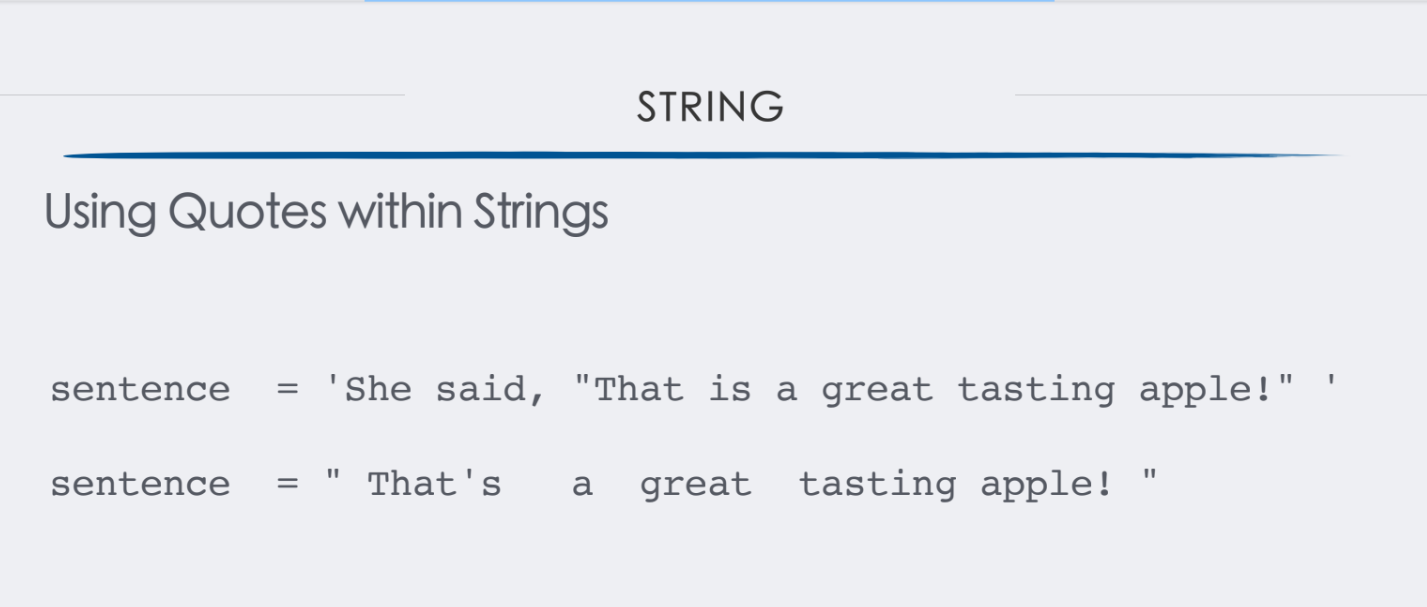 STRING
Using Quotes within Strings
sentence  = 'She said, "That is a great tasting apple!" '
sentence  = " That's   a  great  tasting apple! "